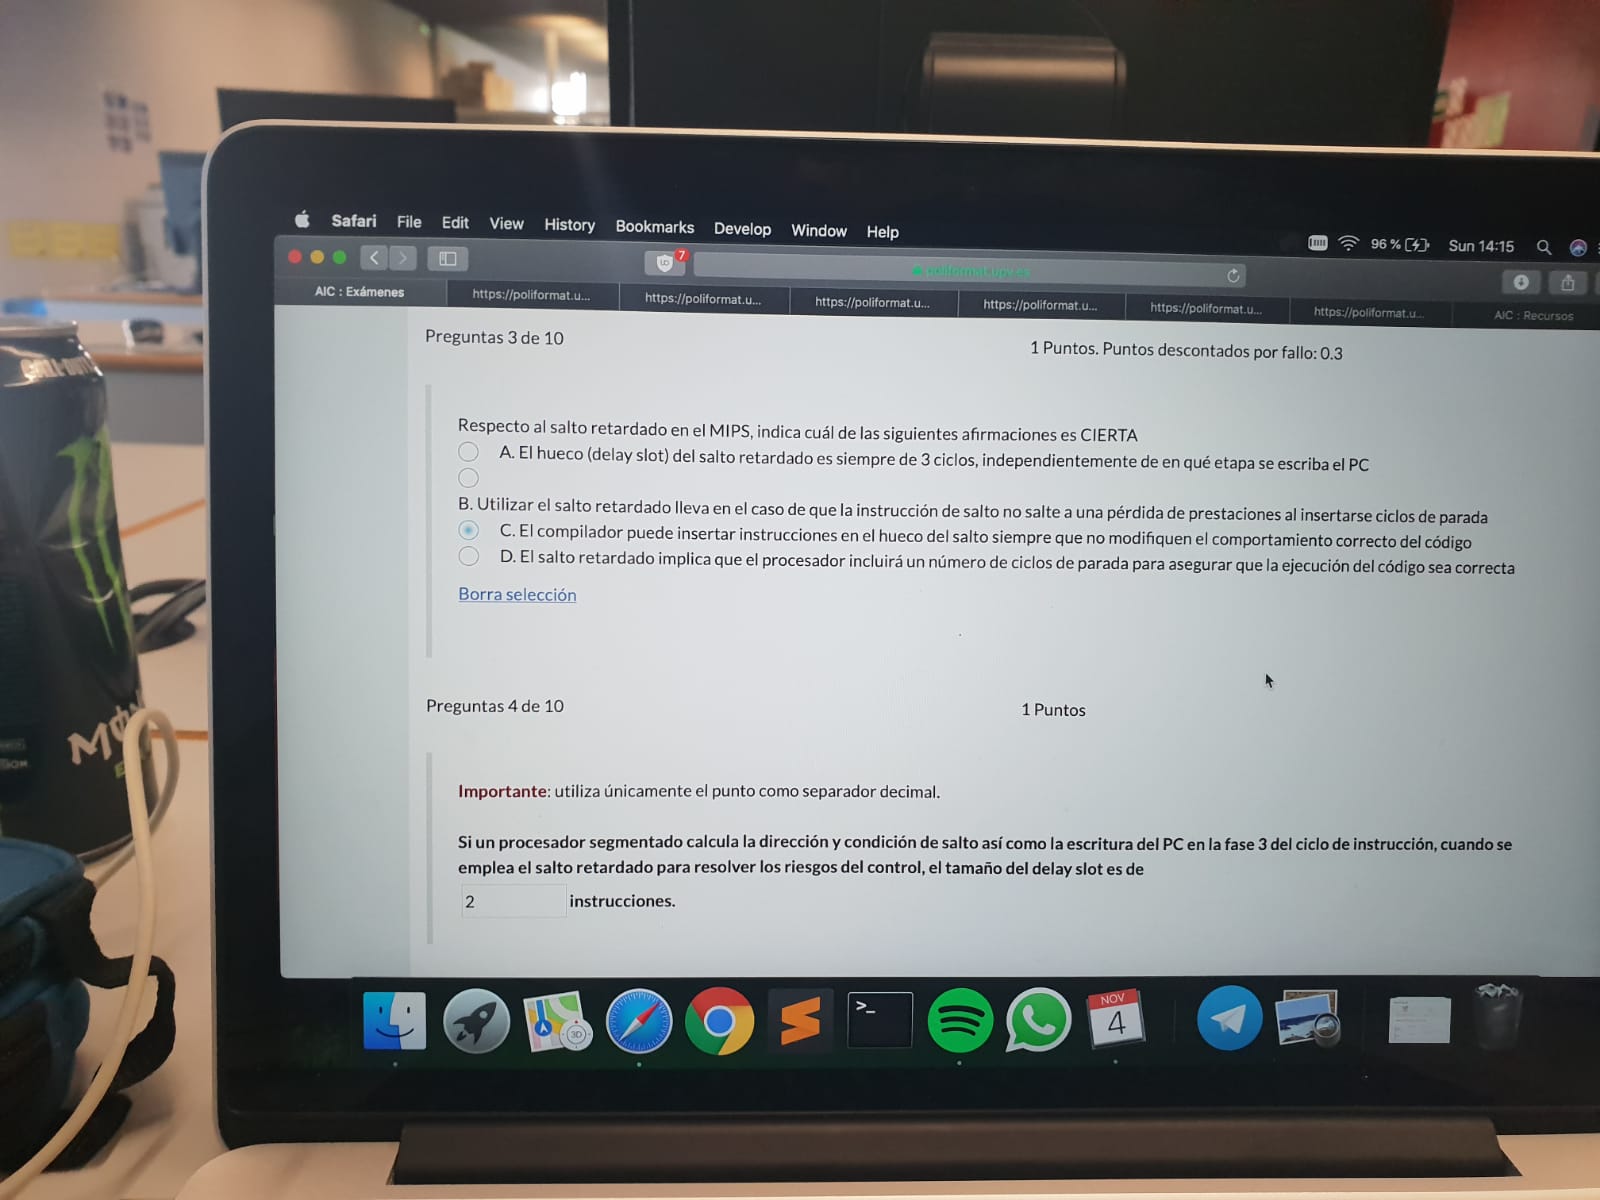 Safari File Edit View History Bookmarks Develop Window Help
96 % Sun 14:15
7
poliformat.upv.es
AIC : Exámenes https://poliformat.u... https://poliformat.u... https://poliformat.u... https://poliformat.u... https://poliformat.u... https://poliformat.u... AIC : Recursos
Preguntas 3 de 10
1 Puntos. Puntos descontados por fallo: 0.3
Respecto al salto retardado en el MIPS, indica cuál de las siguientes afirmaciones es CIERTA
A. El hueco (delay slot) del salto retardado es siempre de 3 ciclos, independientemente de en qué etapa se escriba el PC
B. Utilizar el salto retardado lleva en el caso de que la instrucción de salto no salte a una pérdida de prestaciones al insertarse ciclos de parada
C. El compilador puede insertar instrucciones en el hueco del salto siempre que no modifiquen el comportamiento correcto del código
D. El salto retardado implica que el procesador incluirá un número de ciclos de parada para asegurar que la ejecución del código sea correcta
Borra selección
Preguntas 4 de 10
1 Puntos
Importante: utiliza únicamente el punto como separador decimal.
Si un procesador segmentado calcula la dirección y condición de salto así como la escritura del PC en la fase 3 del ciclo de instrucción, cuando se
emplea el salto retardado para resolver los riesgos del control, el tamaño del delay slot es de
2 instrucciones.
3D
>_
NOV
4